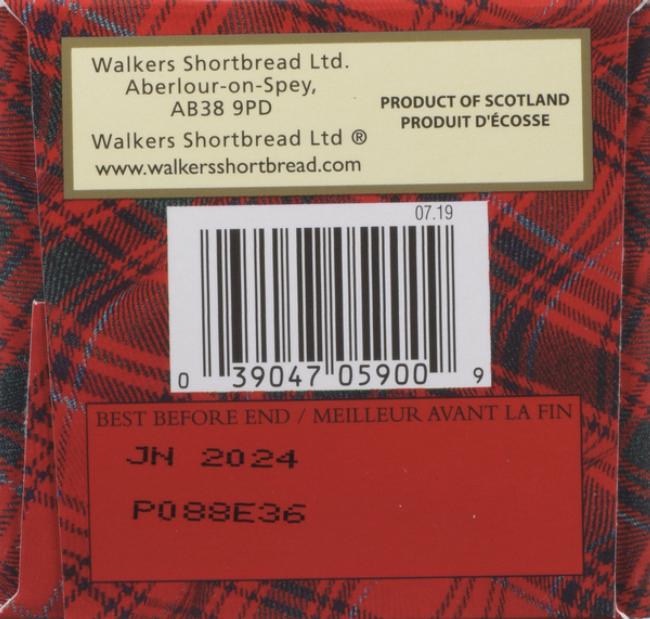 Walkers Shortbread Ltd.
Aberlour-on-Spey,
AB38 9PD
Walkers Shortbread Ltd ®
www.walkersshortbread.com
PRODUCT OF SCOTLAND
PRODUIT D'ÉCOSSE
07.19
0 39047 05900 9
BEST BEFORE END / MEILLEUR AVANT LA FIN
JN 2024
P088E36